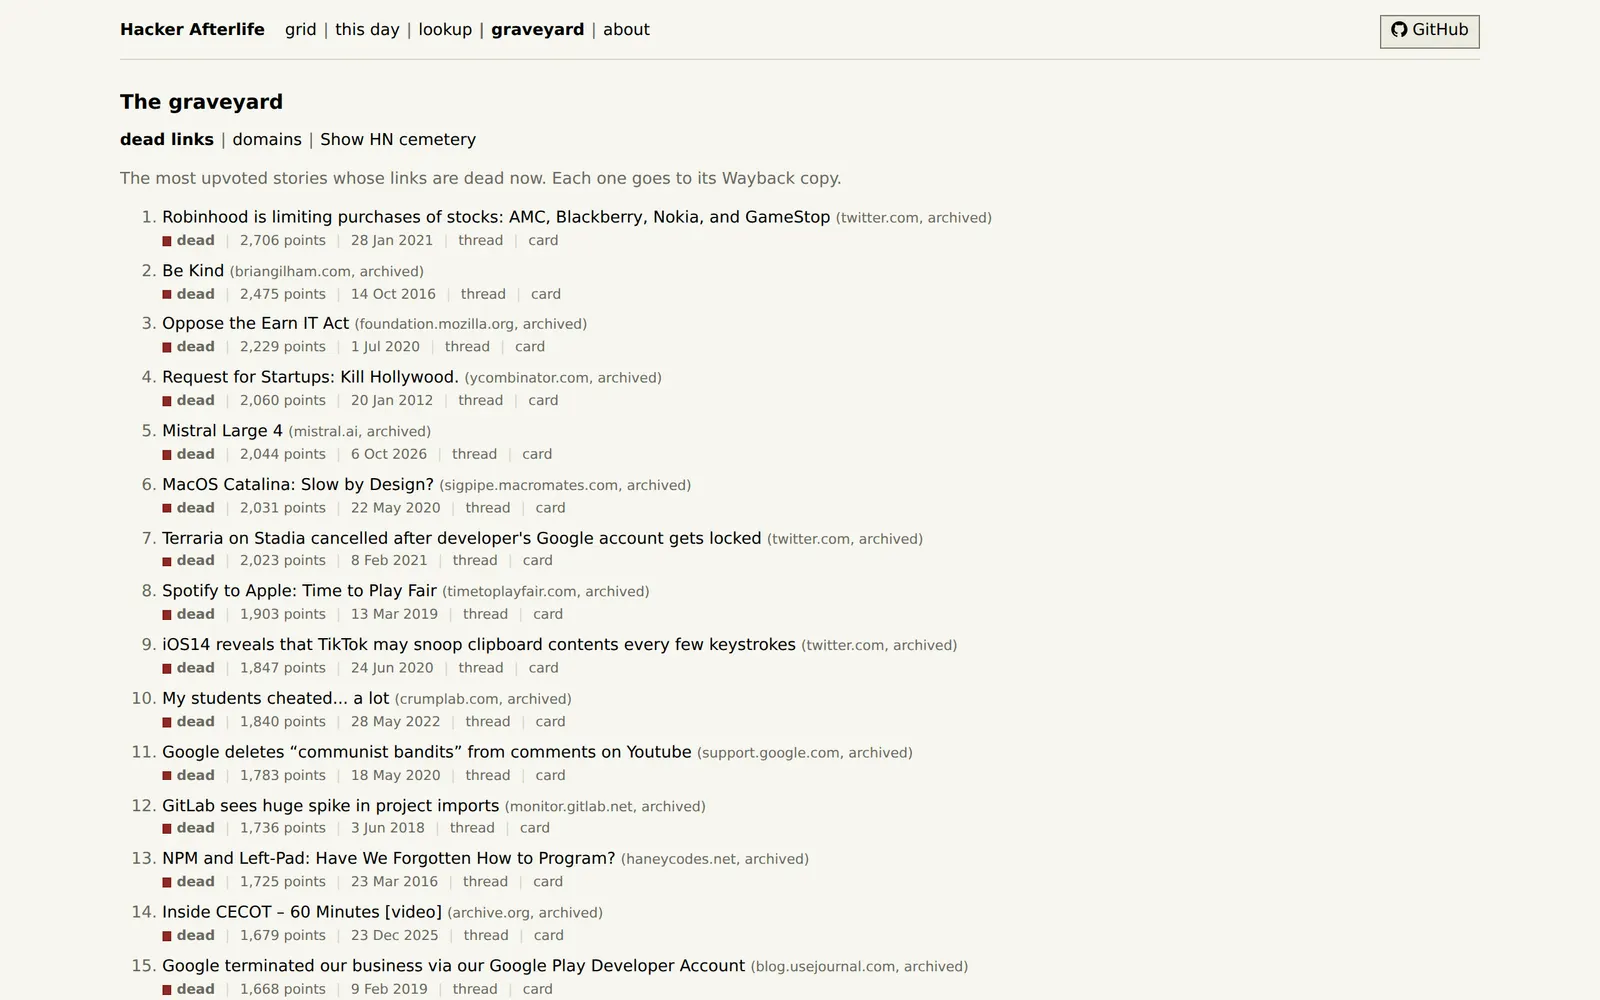 Hacker Afterlife grid | this day | lookup | graveyard | about GitHub
The graveyard
dead links | domains | Show HN cemetery
The most upvoted stories whose links are dead now. Each one goes to its Wayback copy.
1. Robinhood is limiting purchases of stocks: AMC, Blackberry, Nokia, and GameStop (twitter.com, archived)
dead | 2,706 points | 28 Jan 2021 | thread | card
2. Be Kind (briangilham.com, archived)
dead | 2,475 points | 14 Oct 2016 | thread | card
3. Oppose the Earn IT Act (foundation.mozilla.org, archived)
dead | 2,229 points | 1 Jul 2020 | thread | card
4. Request for Startups: Kill Hollywood. (ycombinator.com, archived)
dead | 2,060 points | 20 Jan 2012 | thread | card
5. Mistral Large 4 (mistral.ai, archived)
dead | 2,044 points | 6 Oct 2026 | thread | card
6. MacOS Catalina: Slow by Design? (sigpipe.macromates.com, archived)
dead | 2,031 points | 22 May 2020 | thread | card
7. Terraria on Stadia cancelled after developer's Google account gets locked (twitter.com, archived)
dead | 2,023 points | 8 Feb 2021 | thread | card
8. Spotify to Apple: Time to Play Fair (timetoplayfair.com, archived)
dead | 1,903 points | 13 Mar 2019 | thread | card
9. iOS14 reveals that TikTok may snoop clipboard contents every few keystrokes (twitter.com, archived)
dead | 1,847 points | 24 Jun 2020 | thread | card
10. My students cheated... a lot (crumplab.com, archived)
dead | 1,840 points | 28 May 2022 | thread | card
11. Google deletes “communist bandits” from comments on Youtube (support.google.com, archived)
dead | 1,783 points | 18 May 2020 | thread | card
12. GitLab sees huge spike in project imports (monitor.gitlab.net, archived)
dead | 1,736 points | 3 Jun 2018 | thread | card
13. NPM and Left-Pad: Have We Forgotten How to Program? (haneycodes.net, archived)
dead | 1,725 points | 23 Mar 2016 | thread | card
14. Inside CECOT – 60 Minutes [video] (archive.org, archived)
dead | 1,679 points | 23 Dec 2025 | thread | card
15. Google terminated our business via our Google Play Developer Account (blog.usejournal.com, archived)
dead | 1,668 points | 9 Feb 2019 | thread | card